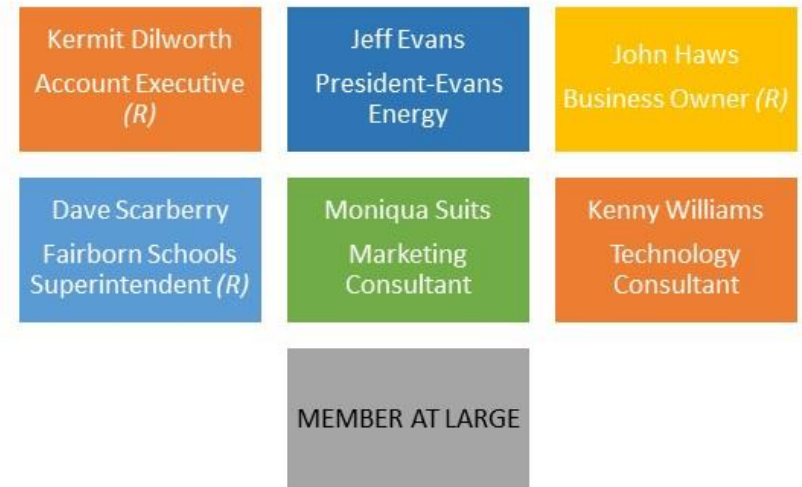 Kermit Dilworth
Account Executive
(R)
Jeff Evans
President-Evans
Energy
John Haws
Business Owner (R)
Dave Scarberry
Fairborn Schools
Superintendent (R)
Moniqua Suits
Marketing
Consultant
Kenny Williams
Technology
Consultant
MEMBER AT LARGE